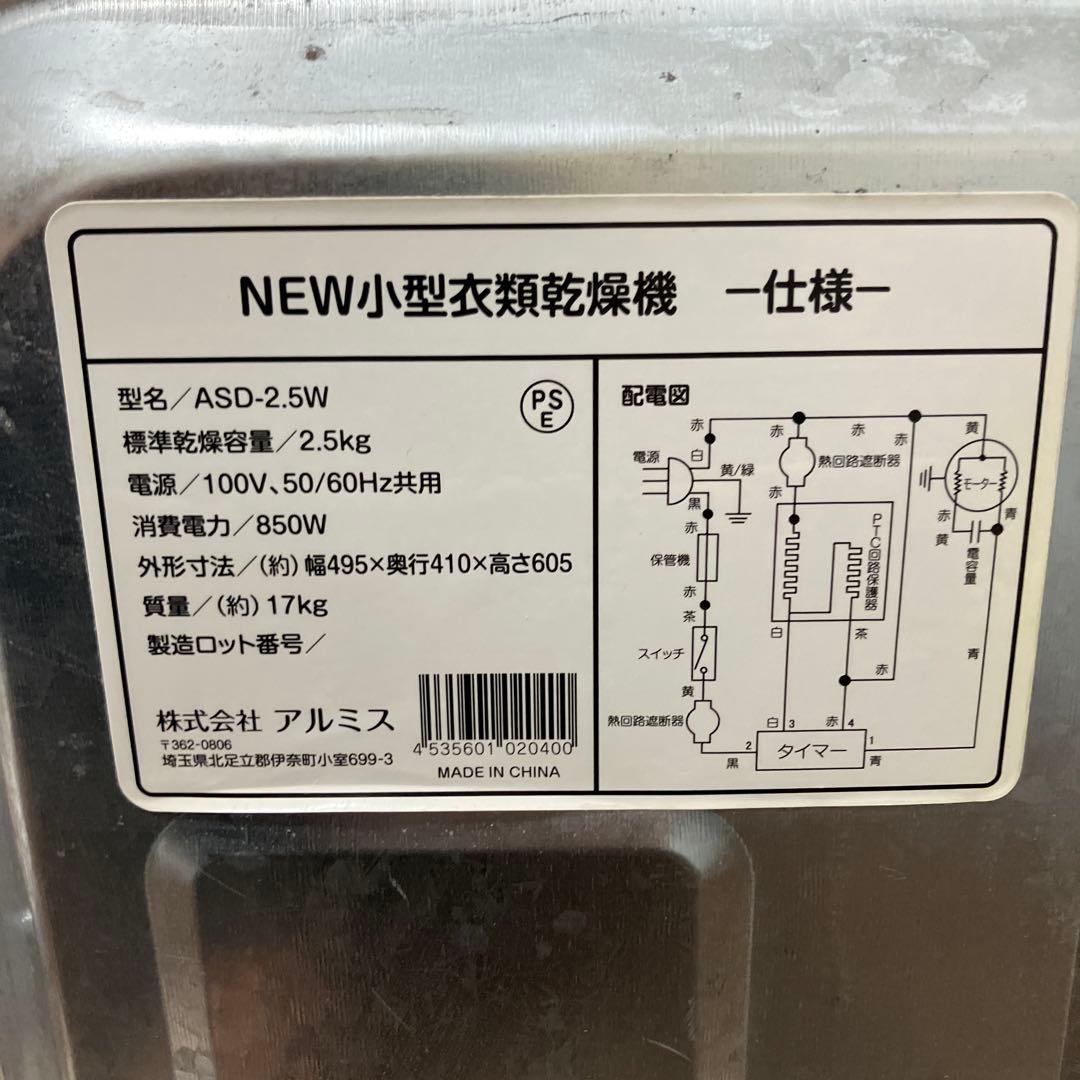 NEW小型衣類乾燥機 ー仕様ー
型名／ASD-2.5W
PS
E
標準乾燥容量／2.5kg
電源／100V、50/60Hz共用
消費電力／850W
外形寸法／(約)幅495×奥行410×高さ605
質量／(約)17kg
製造ロット番号／
株式会社 アルミス
〒362-0806
埼玉県北足立郡伊奈町小室699-3
4 535601 020400
MADE IN CHINA
配電図
赤
白
電源
黄/緑
黒
赤
保管機
赤
茶
スイッチ
黄
熱回路遮断器
黒
2
赤
熱回路遮断器
赤
赤
赤
PTC回路保護器
白
茶
赤
白 3
赤 4
タイマー
1
青
黄
モーター
赤
黄
青
電容量
青